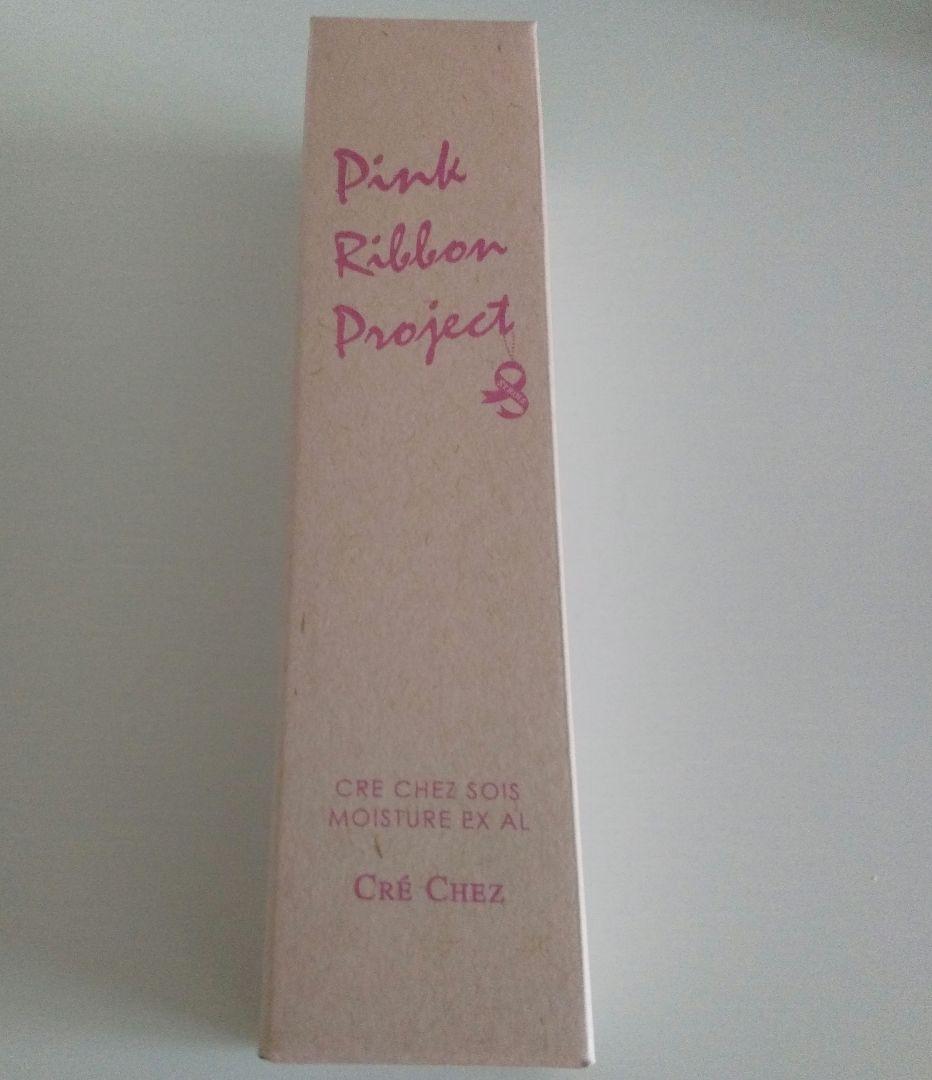 Pink
Ribbon
Project
CRE CHEZ SOIS
MOISTURE EX AL
CRÉ CHEZ